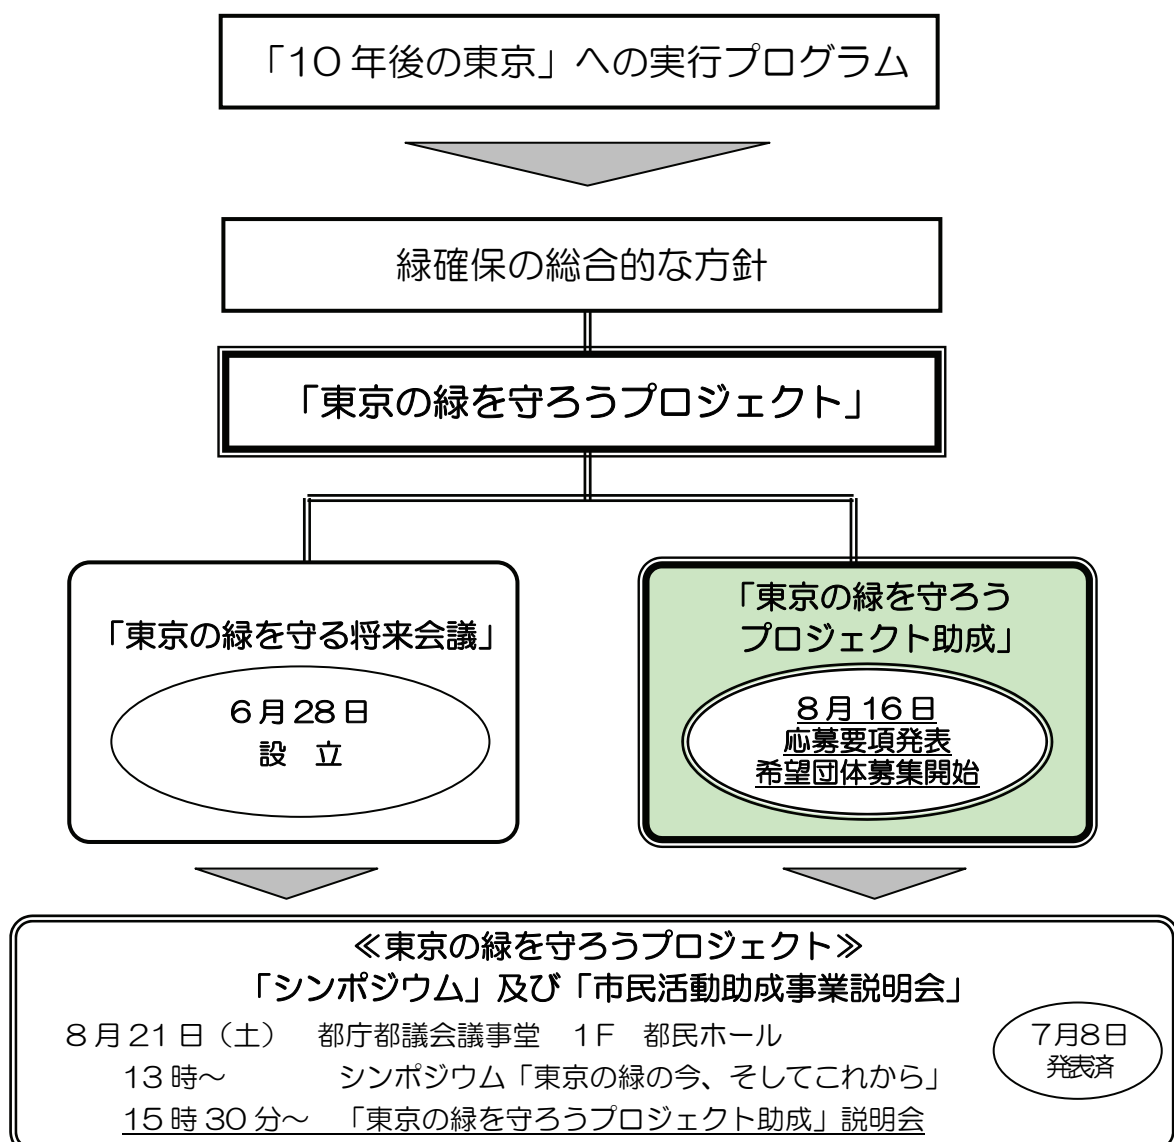 「10年後の東京」への実行プログラム
緑確保の総合的な方針
「東京の緑を守ろうプロジェクト」
「東京の緑を守る将来会議」
6月28日
設 立
「東京の緑を守ろう
プロジェクト助成」
8月16日
応募要項発表
希望団体募集開始
≪東京の緑を守ろうプロジェクト≫
「シンポジウム」及び「市民活動助成事業説明会」
8月21日（土） 都庁都議会議事堂 1F 都民ホール
13時～ シンポジウム「東京の緑の今、そしてこれから」
15時30分～ 「東京の緑を守ろうプロジェクト助成」説明会
7月8日
発表済